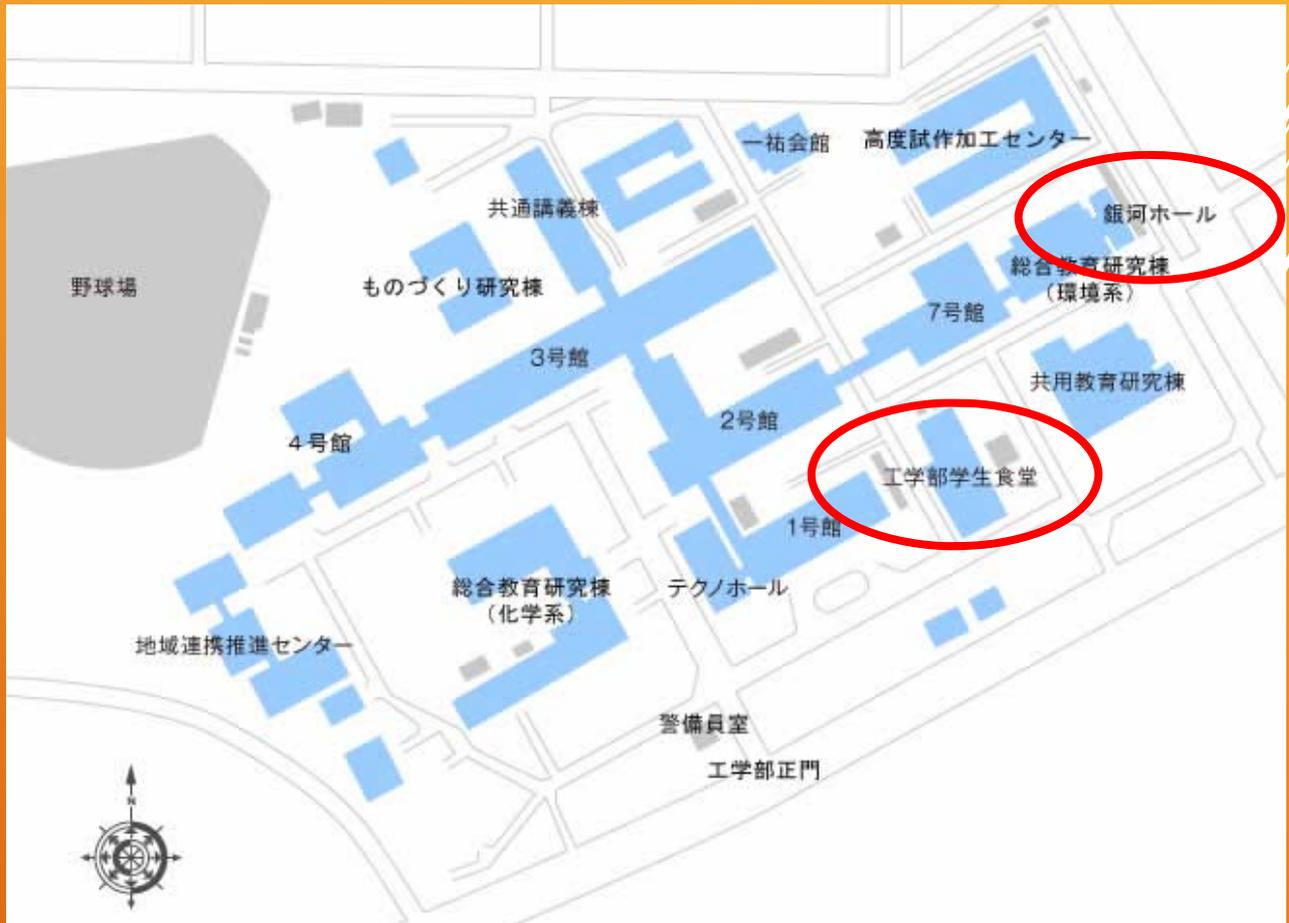 一祐会館
高度試作加工センター
共通講義棟
銀河ホール
野球場
ものづくり研究棟
総合教育研究棟
（環境系）
7号館
3号館
共用教育研究棟
2号館
4号館
工学部学生食堂
1号館
総合教育研究棟
（化学系）
テクノホール
地域連携推進センター
警備員室
工学部正門
N